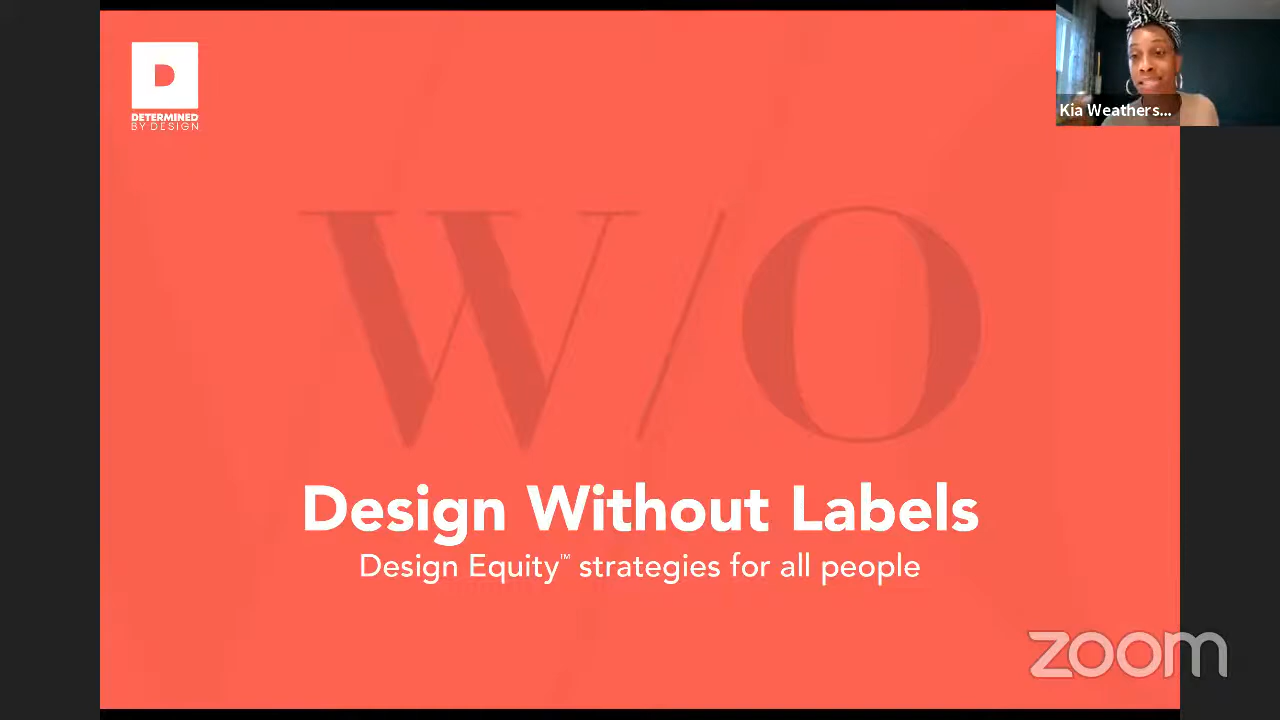 DETERMINED
BY DESIGN
Kia Weathers...
W/O
Design Without Labels
Design Equity™ strategies for all people
zoom